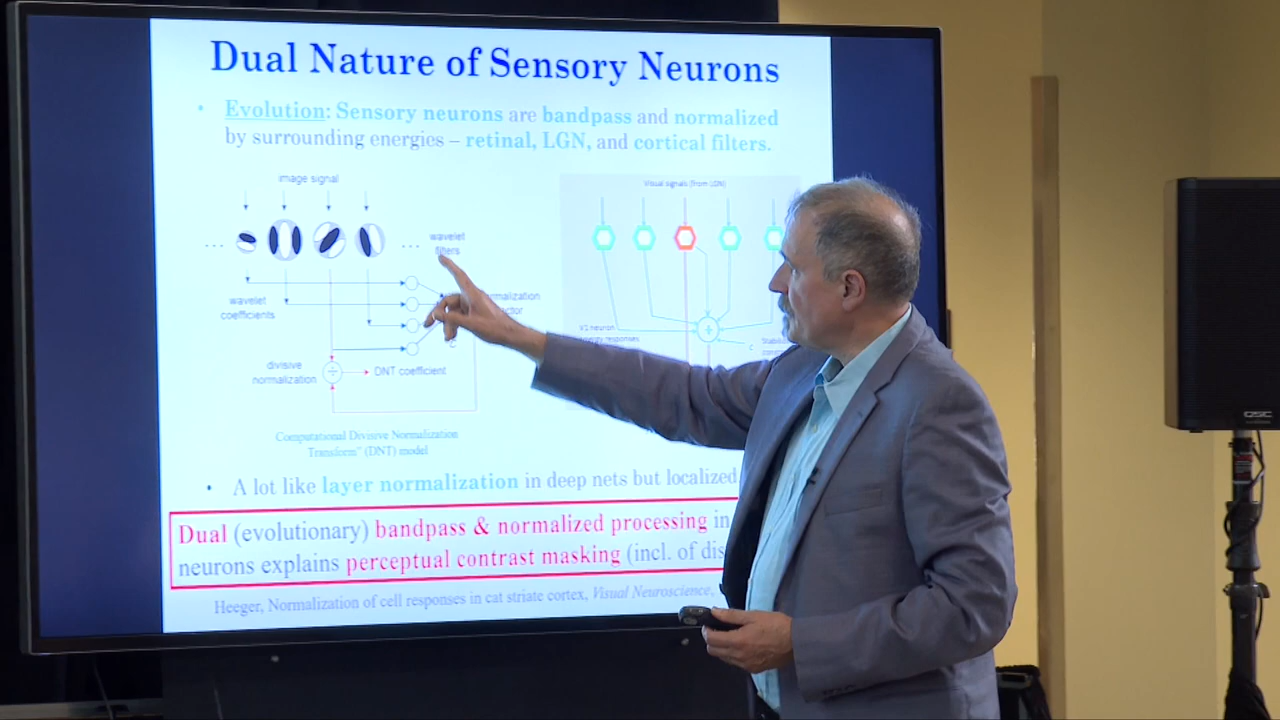 Dual Nature of Sensory Neurons
• Evolution: Sensory neurons are bandpass and normalized
by surrounding energies – retinal, LGN, and cortical filters.
image signal
... ... wavelet
filters
wavelet
coefficients
divisive
normalization
÷
DNT coefficient
Computational Divisive Normalization
Transform" (DNT) model
Visual signals (from LGN)
V1 neuron
responses
÷
c
• A lot like layer normalization in deep nets but localized
Dual (evolutionary) bandpass & normalized processing in
neurons explains perceptual contrast masking (incl. of dis
Heeger, Normalization of cell responses in cat striate cortex, Visual Neuroscience,
QSC